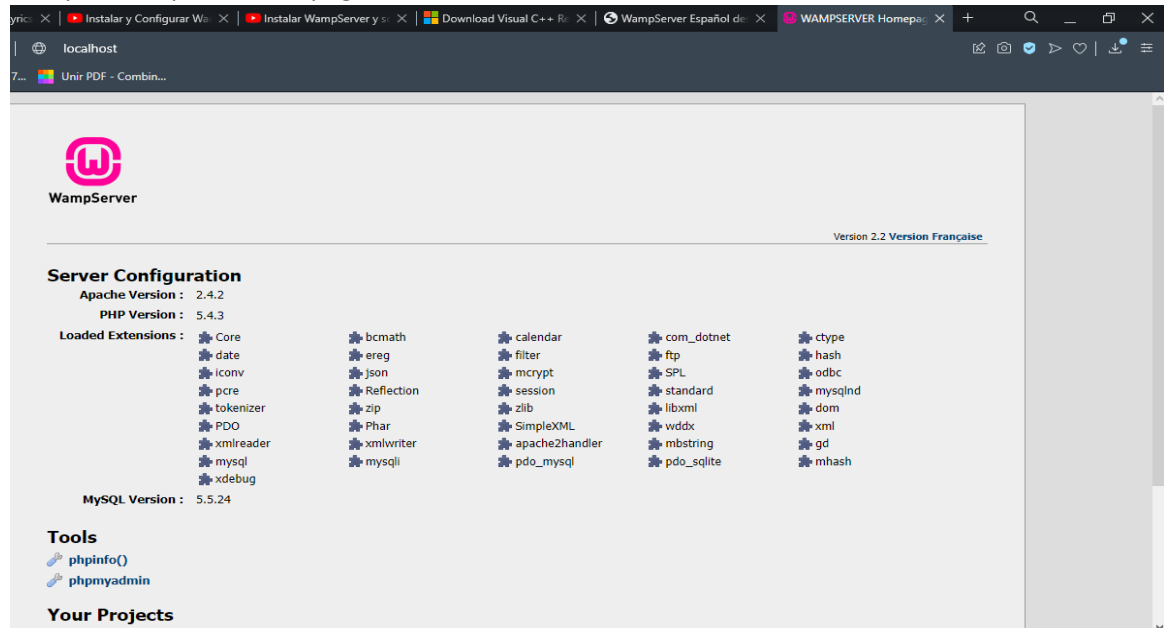 yrics Instalar y Configurar Wa Instalar WampServer y s Download Visual C++ Re WampServer Español de WAMPSERVER Homepag
localhost
7... Unir PDF - Combin...
WampServer
Version 2.2 Version Française
Server Configuration
Apache Version : 2.4.2
PHP Version : 5.4.3
Loaded Extensions : Core bcmath calendar com_dotnet ctype
date ereg filter ftp hash
iconv json mcrypt SPL odbc
pcre Reflection session standard mysqlnd
tokenizer zip zlib libxml dom
PDO Phar SimpleXML wddx xml
xmlreader xmlwriter apache2handler mbstring gd
mysql mysqli pdo_mysql pdo_sqlite mhash
xdebug
MySQL Version : 5.5.24
Tools
phpinfo()
phpmyadmin
Your Projects